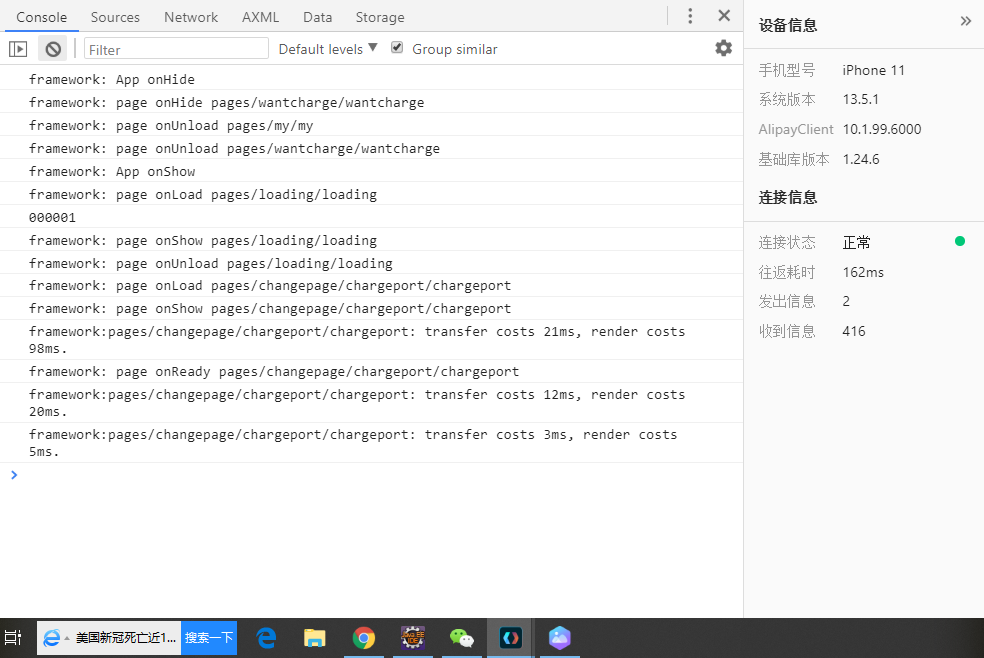 Console Sources Network AXML Data Storage
Filter Default levels Group similar
framework: App onHide
framework: page onHide pages/wantcharge/wantcharge
framework: page onUnload pages/my/my
framework: page onUnload pages/wantcharge/wantcharge
framework: App onShow
framework: page onLoad pages/loading/loading
000001
framework: page onShow pages/loading/loading
framework: page onUnload pages/loading/loading
framework: page onLoad pages/changepage/chargeport/chargeport
framework: page onShow pages/changepage/chargeport/chargeport
framework:pages/changepage/chargeport/chargeport: transfer costs 21ms, render costs
98ms.
framework: page onReady pages/changepage/chargeport/chargeport
framework:pages/changepage/chargeport/chargeport: transfer costs 12ms, render costs
20ms.
framework:pages/changepage/chargeport/chargeport: transfer costs 3ms, render costs
5ms.
设备信息
手机型号 iPhone 11
系统版本 13.5.1
AlipayClient 10.1.99.6000
基础库版本 1.24.6
连接信息
连接状态 正常
往返耗时 162ms
发出信息 2
收到信息 416
美国新冠死亡近1... 搜索一下